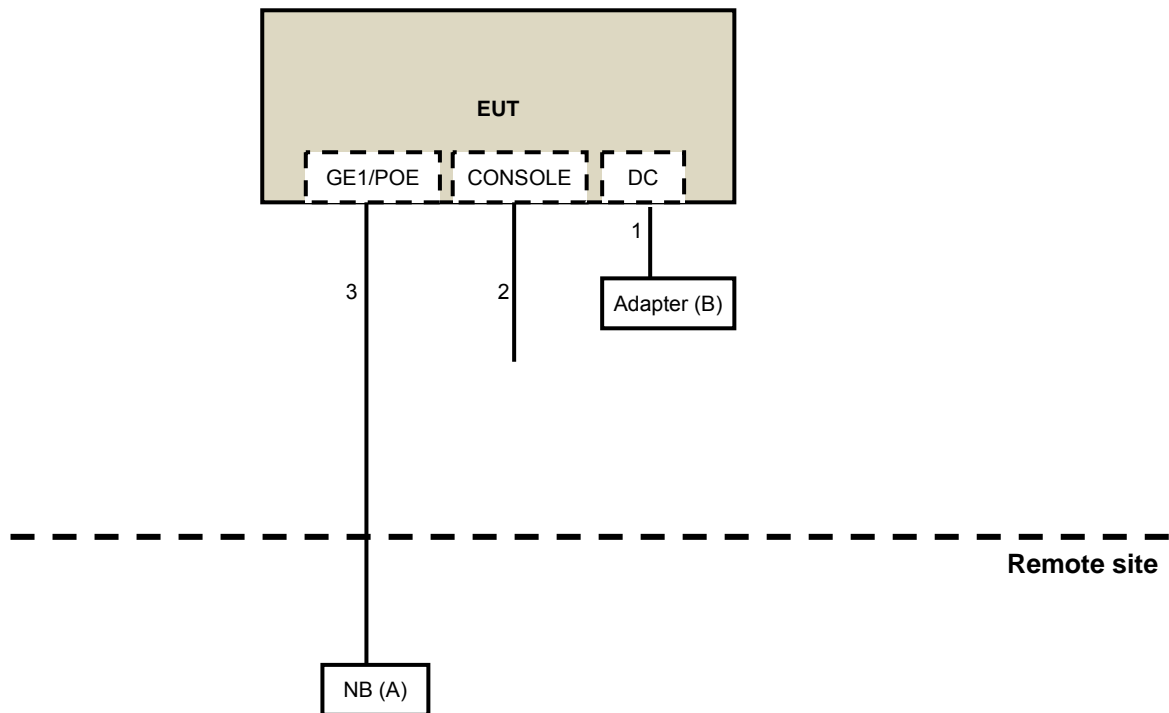 EUT
GE1/POE CONSOLE DC
1
3 2
Adapter (B)
Remote site
NB (A)